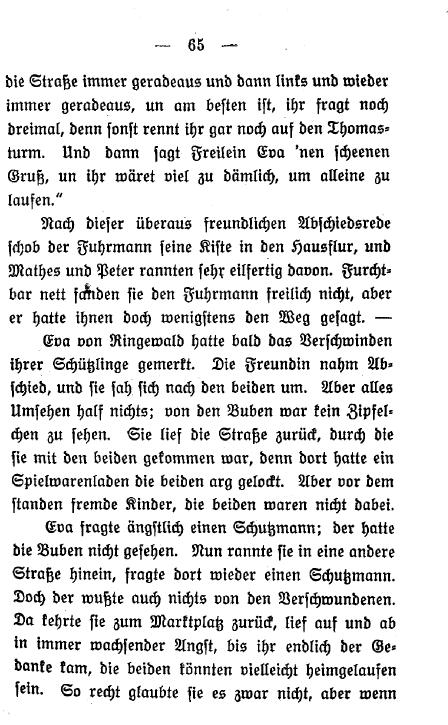 — 65 —
die Straße immer geradeaus und dann links und wieder
immer geradeaus, un am besten ist, ihr fragt noch
dreimal, denn sonst rennt ihr gar noch auf den Thomas-
turm. Und dann sagt Freilein Eva 'nen scheenen
Gruß, un ihr wäret viel zu dämlich, um alleine zu
laufen.“
Nach dieser überaus freundlichen Abschiedsrede
schob der Fuhrmann seine Kiste in den Hausflur, und
Mathes und Peter rannten sehr eilfertig davon. Furcht-
bar nett fanden sie den Fuhrmann freilich nicht, aber
er hatte ihnen doch wenigstens den Weg gesagt. —
Eva von Ringewald hatte bald das Verschwinden
ihrer Schützlinge gemerkt. Die Freundin nahm Ab-
schied, und sie sah sich nach den beiden um. Aber alles
Umsehen half nichts; von den Buben war kein Zipfel-
chen zu sehen. Sie lief die Straße zurück, durch die
sie mit den beiden gekommen war, denn dort hatte ein
Spielwarenladen die beiden arg gelockt. Aber vor dem
standen fremde Kinder, die beiden waren nicht dabei.
Eva fragte ängstlich einen Schutzmann; der hatte
die Buben nicht gesehen. Nun rannte sie in eine andere
Straße hinein, fragte dort wieder einen Schutzmann.
Doch der wußte auch nichts von den Verschwundenen.
Da kehrte sie zum Marktplatz zurück, lief auf und ab
in immer wachsender Angst, bis ihr endlich der Ge-
danke kam, die beiden könnten vielleicht heimgelaufen
sein. So recht glaubte sie es zwar nicht, aber wenn